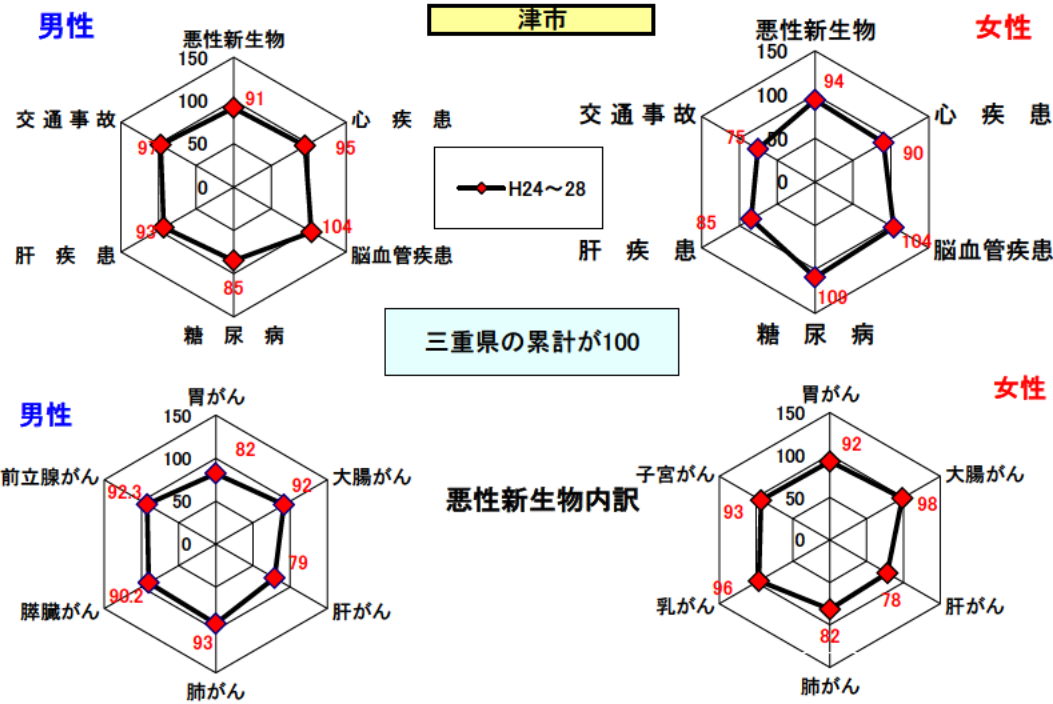 津市
男性
悪性新生物
150
100
50
0
91
心 疾 患
95
脳血管疾患
104
糖 尿 病
85
肝 疾 患
93
交 通 事 故
97
H24～28
女性
悪性新生物
150
100
50
0
94
心 疾 患
90
脳血管疾患
104
糖 尿 病
109
肝 疾 患
85
交 通 事 故
75
三重県の累計が100
男性
胃がん
150
100
50
0
82
大腸がん
92
肝がん
79
肺がん
93
膵臓がん
90.2
前立腺がん
92.3
悪性新生物内訳
女性
胃がん
150
100
50
0
92
大腸がん
98
肝がん
78
肺がん
82
乳がん
96
子宮がん
93